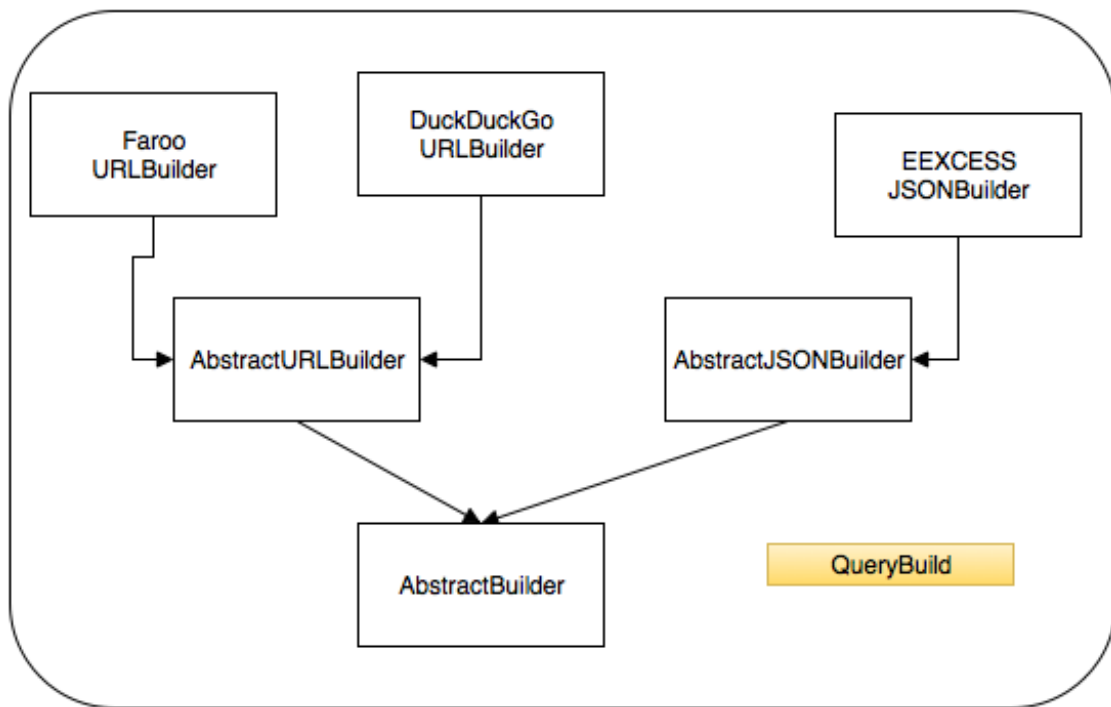 Faroo
URLBuilder
DuckDuckGo
URLBuilder
EEXCESS
JSONBuilder
AbstractURLBuilder
AbstractJSONBuilder
AbstractBuilder
QueryBuild